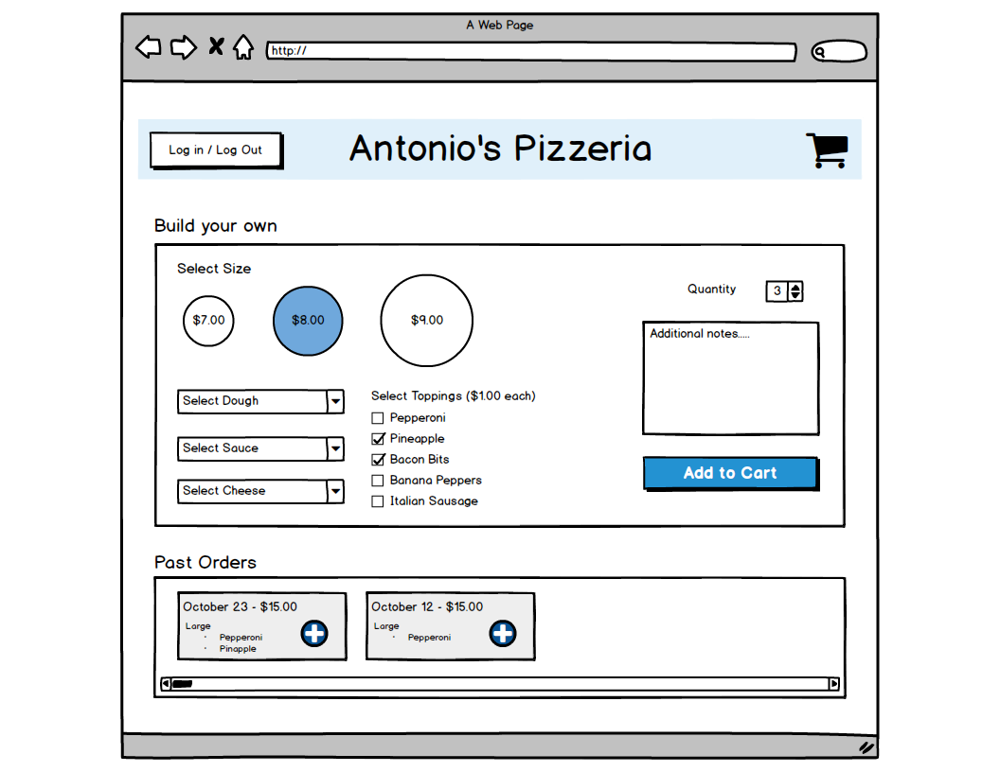 A Web Page
http://
Log in / Log Out
Antonio's Pizzeria
Build your own
Select Size
$7.00
$8.00
$9.00
Quantity
3
Additional notes.....
Select Dough
Select Sauce
Select Cheese
Select Toppings ($1.00 each)
Pepperoni
Pineapple
Bacon Bits
Banana Peppers
Italian Sausage
Add to Cart
Past Orders
October 23 - $15.00
Large
· Pepperoni
· Pinapple
October 12 - $15.00
Large
· Pepperoni